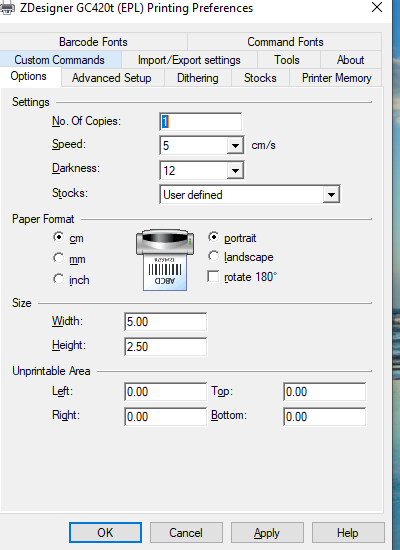 ZDesigner GC420t (EPL) Printing Preferences
Barcode Fonts Command Fonts
Custom Commands Import/Export settings Tools About
Options Advanced Setup Dithering Stocks Printer Memory
Settings
No. Of Copies: 1
Speed: 5 cm/s
Darkness: 12
Stocks: User defined
Paper Format
cm portrait
mm landscape
inch rotate 180°
ABCD
12345678
Size
Width: 5.00
Height: 2.50
Unprintable Area
Left: 0.00 Top: 0.00
Right: 0.00 Bottom: 0.00
OK Cancel Apply Help